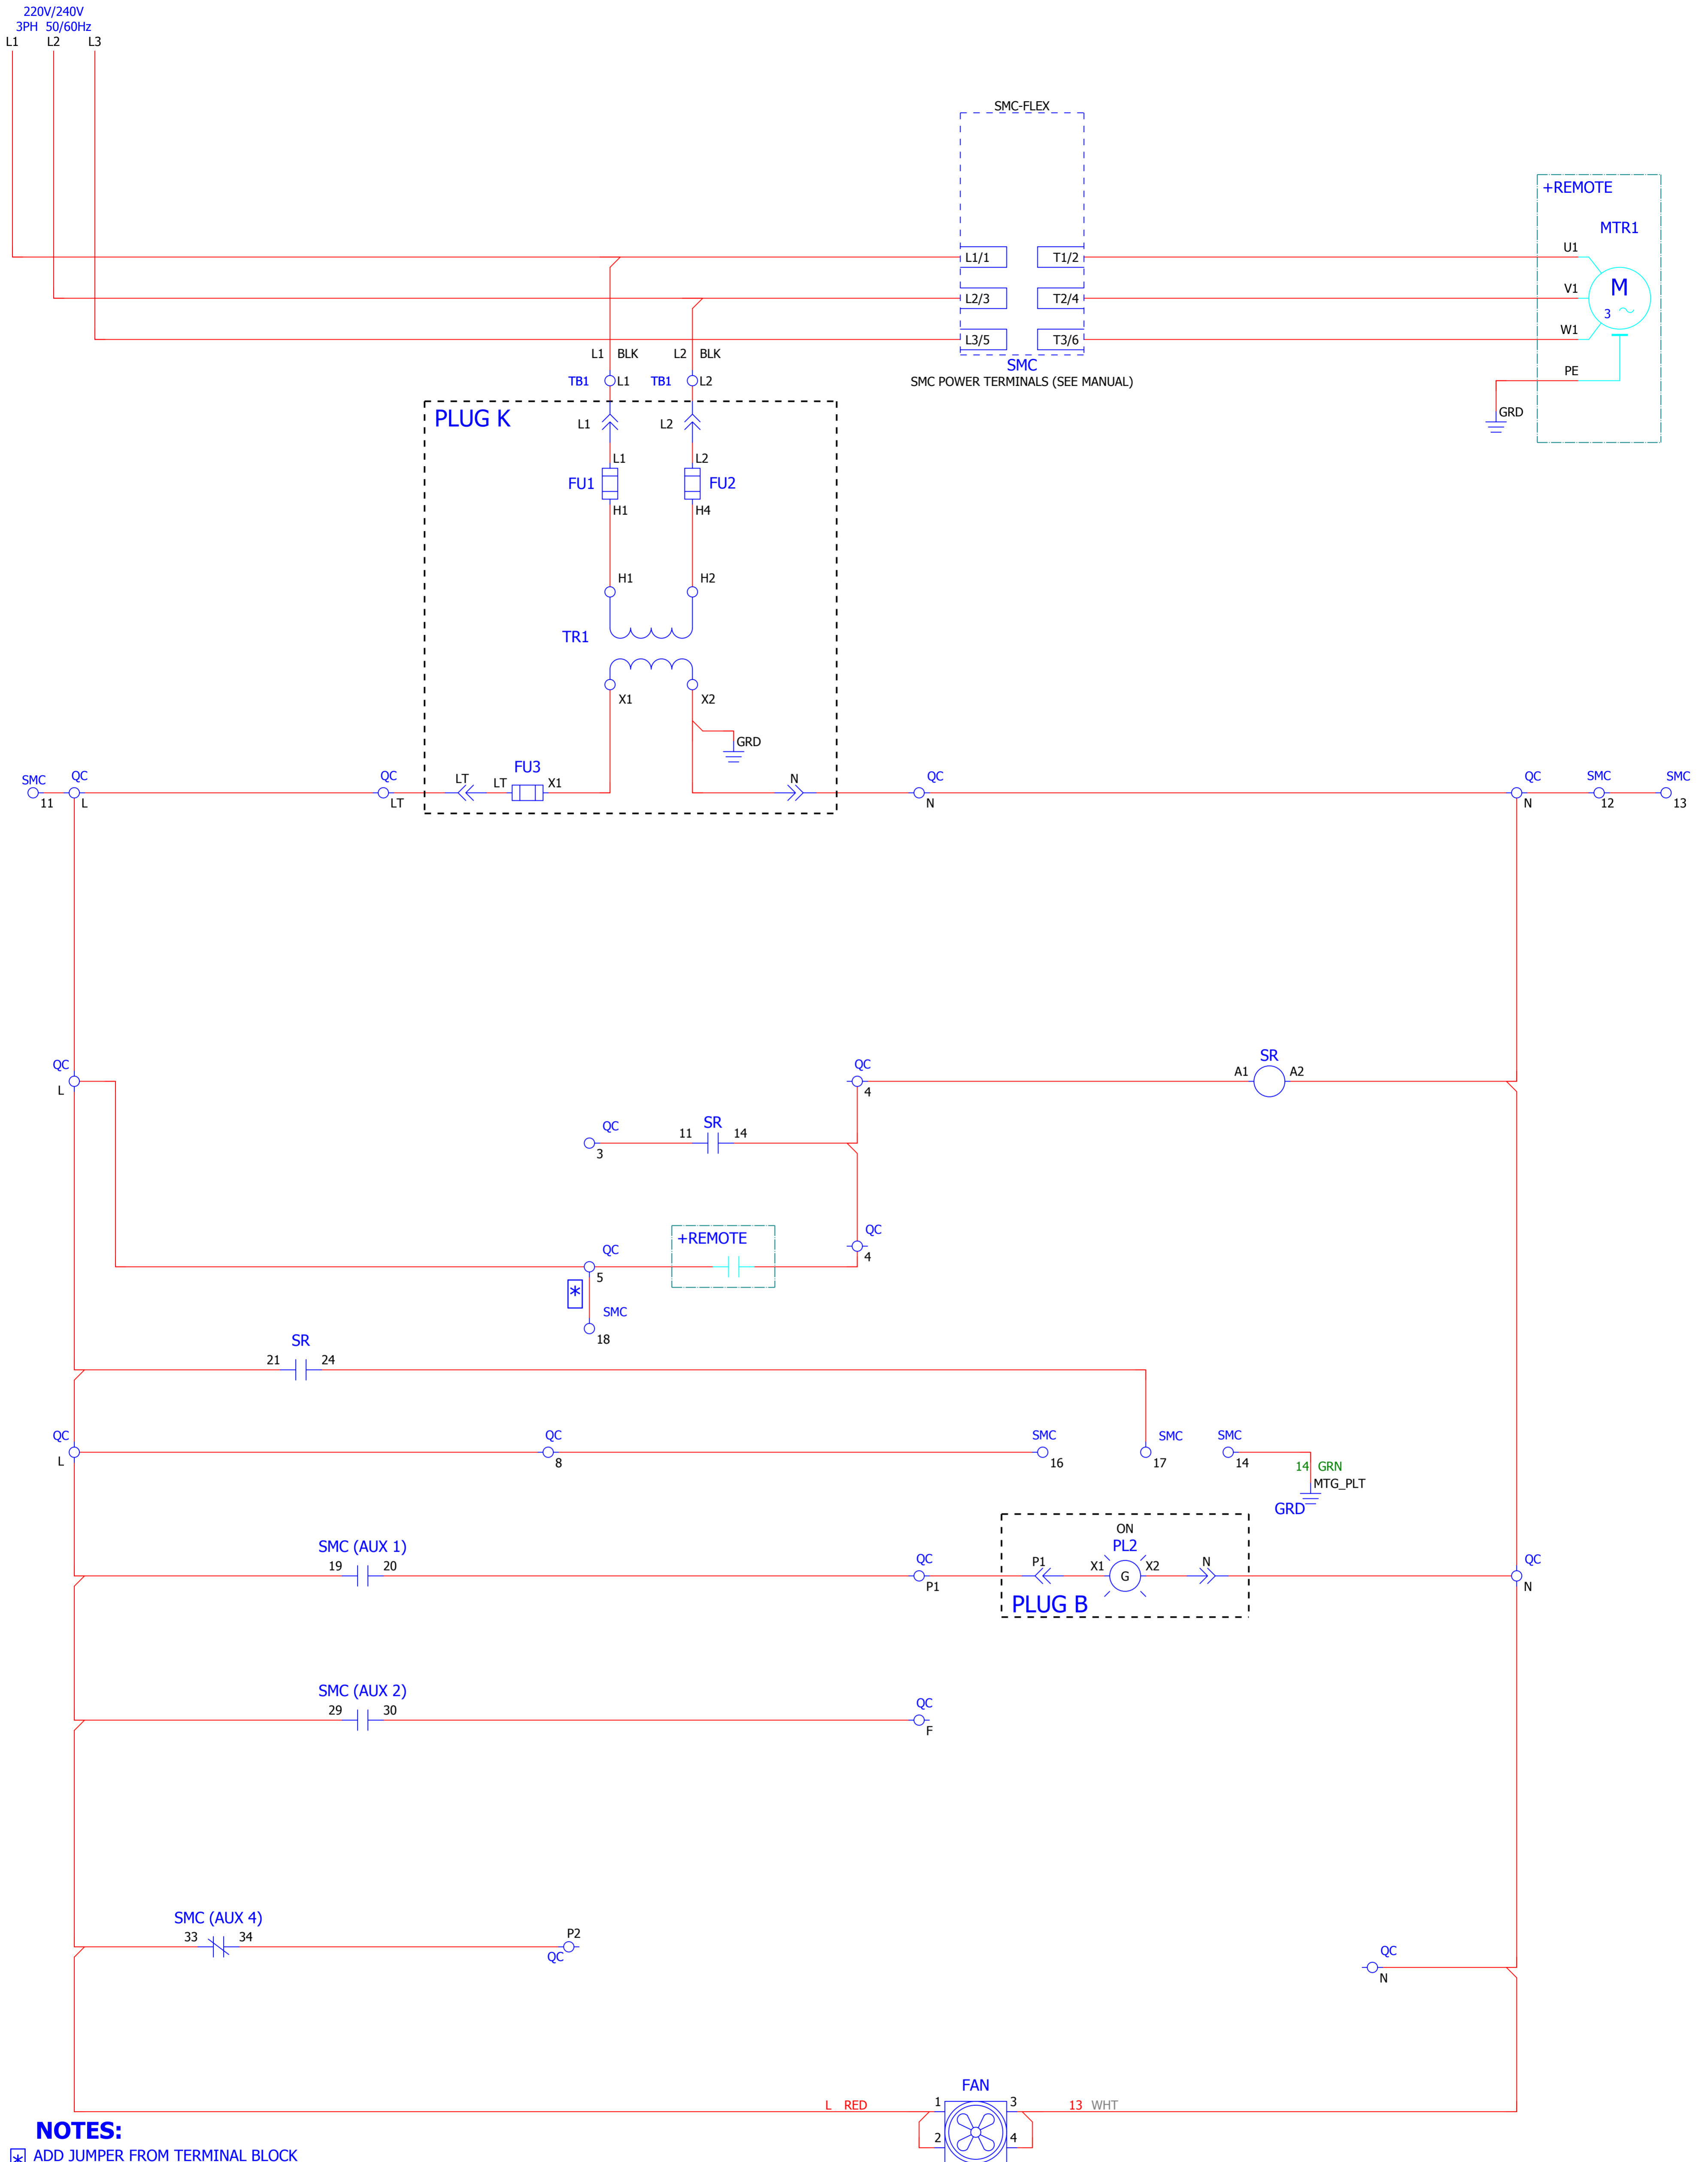 220V/240V
3PH 50/60Hz
L1 L2 L3
SMC-FLEX
+REMOTE
MTR1
L1/1 T1/2 U1
L2/3 T2/4 V1 M
3
L3/5 T3/6 W1
L1 BLK L2 BLK
SMC
SMC POWER TERMINALS (SEE MANUAL)
PE
TB1 L1 TB1 L2
GRD
PLUG K
L1 L2
L1 L2
FU1 FU2
H1 H4
H1 H2
TR1
X1 X2
GRD
FU3
SMC QC QC LT LT X1 N QC QC SMC SMC
11 L LT N N 12 13
QC QC SR
L 4 A1 A2
QC SR
3 11 14
QC
4
+REMOTE
QC
5
*
SMC
18
SR
21 24
QC QC SMC SMC SMC
L 8 16 17 14
14 GRN
MTG_PLT
GRD
ON
SMC (AUX 1) PL2
19 20 QC P1 X1 G X2 N QC
P1 N
PLUG B
SMC (AUX 2)
29 30 QC
F
SMC (AUX 4)
33 34 P2
QC
QC
N
FAN
L RED 1 3 13 WHT
2 4
NOTES:
* ADD JUMPER FROM TERMINAL BLOCK